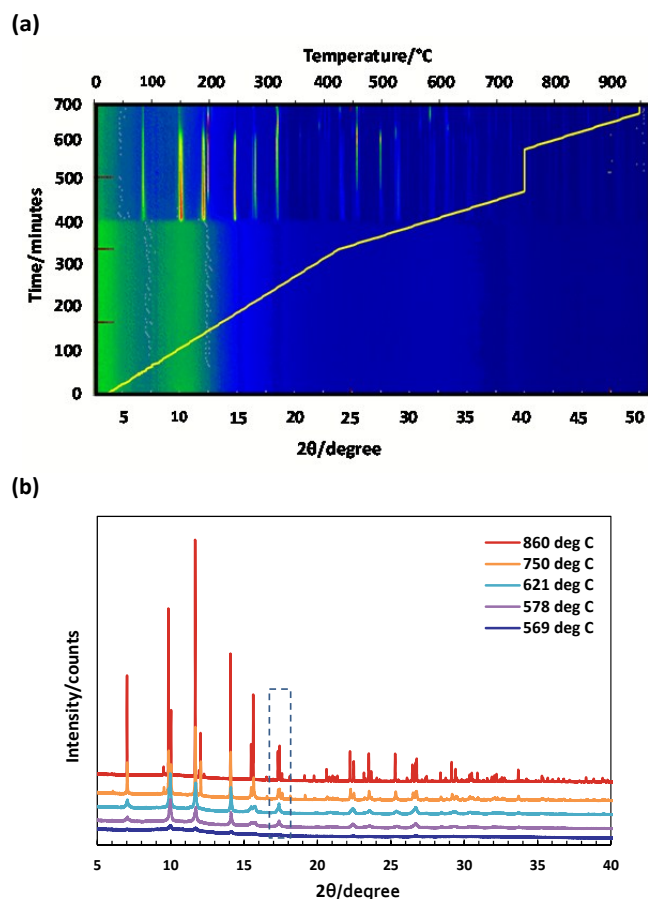 (a)
Temperature/°C
0 100 200 300 400 500 600 700 800 900
700
600
500
400
300
200
100
0
Time/minutes
5 10 15 20 25 30 35 40 45 50
2θ/degree
(b)
860 deg C
750 deg C
621 deg C
578 deg C
569 deg C
Intensity/counts
5 10 15 20 25 30 35 40
2θ/degree